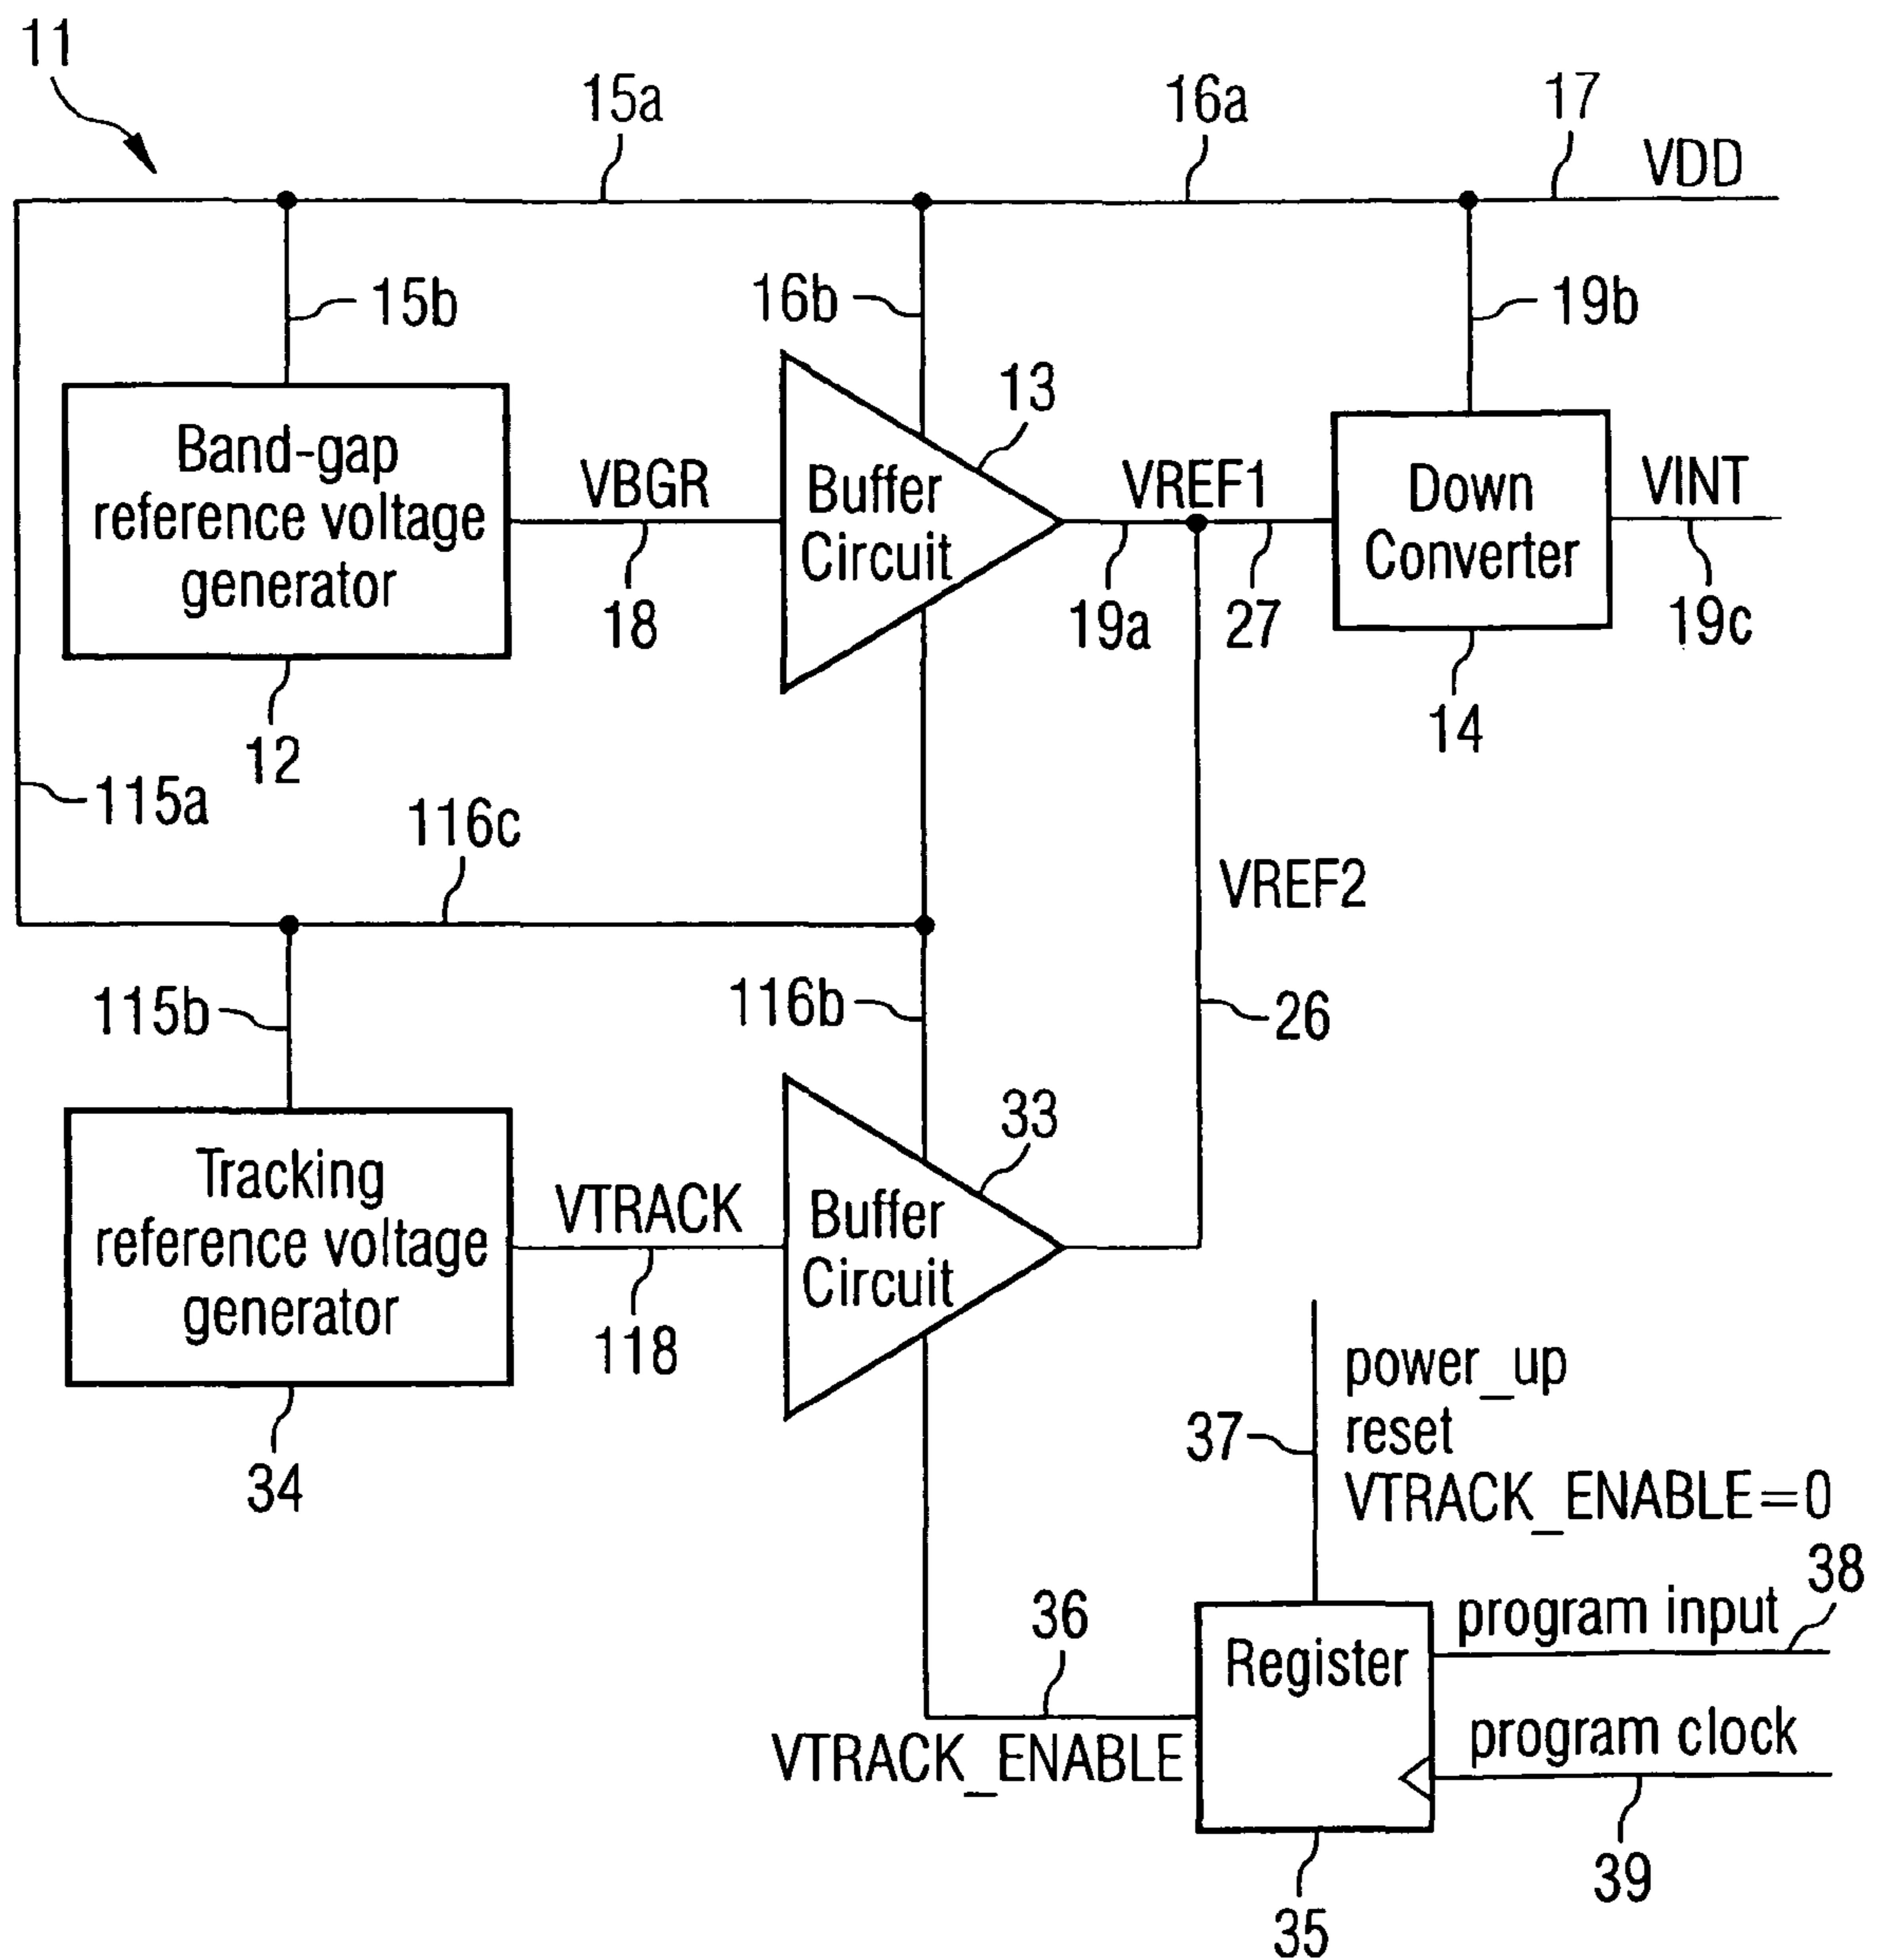 11
15a
16a
17
VDD
15b
16b
19b
13
Band-gap
reference voltage
generator
VBGR
Buffer
Circuit
VREF1
Down
Converter
VINT
18
19a
27
19c
12
14
115a
116c
VREF2
115b
116b
26
33
Tracking
reference voltage
generator
VTRACK
Buffer
Circuit
118
34
37
power_up
reset
VTRACK_ENABLE=0
38
36
program input
Register
program clock
VTRACK_ENABLE
39
35